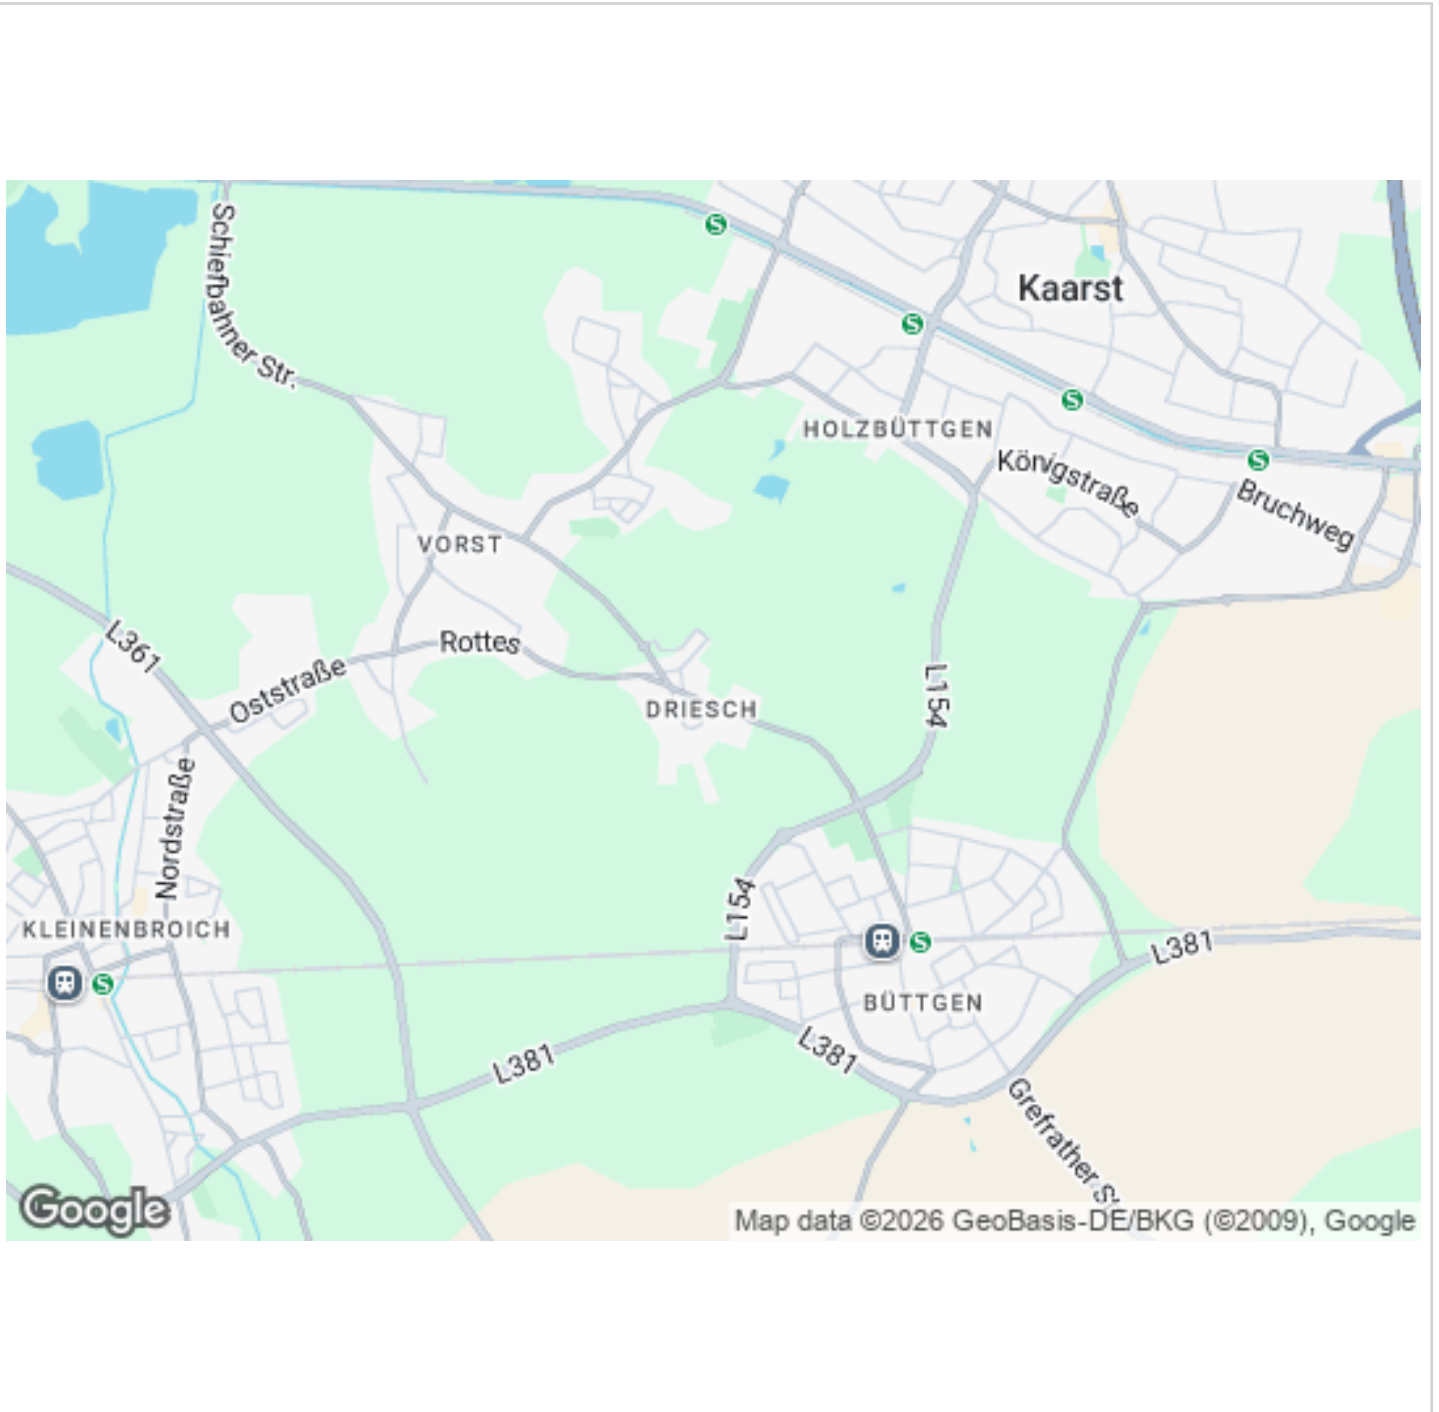 Schiefbahner Str.
S
Kaarst
S
S
HOLZBÜTTGEN
Königstraße
S
Bruchweg
VORST
L361
Rottes
Oststraße
L154
DRIESCH
Nordstraße
L154
KLEINENBROICH
S
S
L381
BÜTTGEN
L381
L381
Grefrather St
Google
Map data ©2026 GeoBasis-DE/BKG (©2009), Google